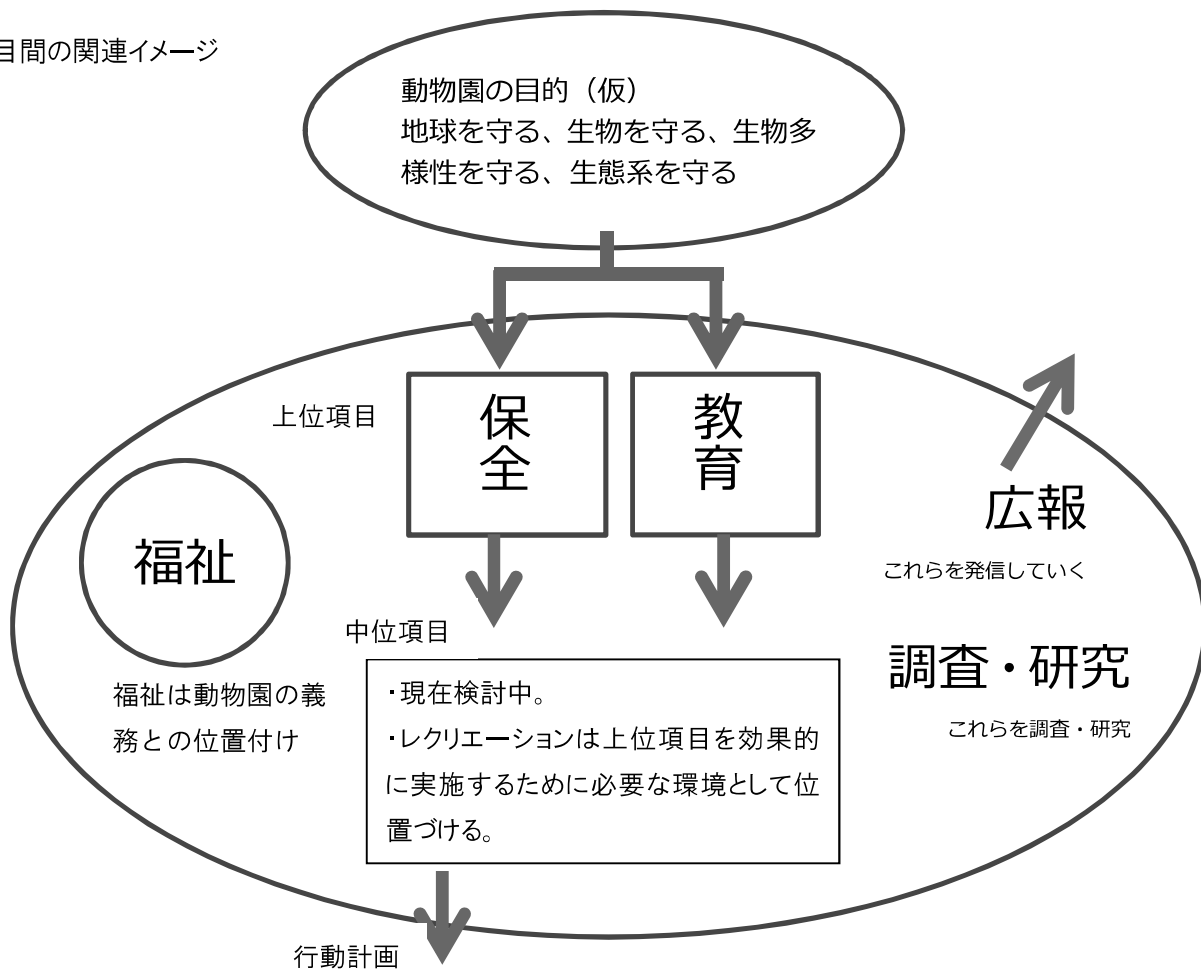 目間の関連イメージ
動物園の目的（仮）
地球を守る、生物を守る、生物多
様性を守る、生態系を守る
上位項目
保全
教育
広報
これらを発信していく
福祉
福祉は動物園の義
務との位置付け
中位項目
・現在検討中。
・レクリエーションは上位項目を効果的
に実施するために必要な環境として位
置づける。
調査・研究
これらを調査・研究
行動計画